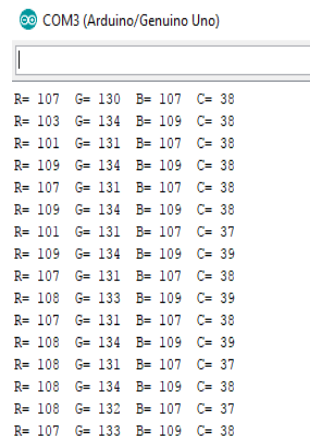 COM3 (Arduino/Genuino Uno)
R= 107 G= 130 B= 107 C= 38
R= 103 G= 134 B= 109 C= 38
R= 101 G= 131 B= 107 C= 38
R= 109 G= 134 B= 109 C= 38
R= 107 G= 131 B= 107 C= 38
R= 109 G= 134 B= 109 C= 38
R= 101 G= 131 B= 107 C= 37
R= 109 G= 134 B= 109 C= 39
R= 107 G= 131 B= 107 C= 38
R= 108 G= 133 B= 109 C= 39
R= 107 G= 131 B= 107 C= 38
R= 108 G= 134 B= 109 C= 39
R= 108 G= 131 B= 107 C= 37
R= 108 G= 134 B= 109 C= 38
R= 108 G= 132 B= 107 C= 37
R= 107 G= 133 B= 109 C= 38